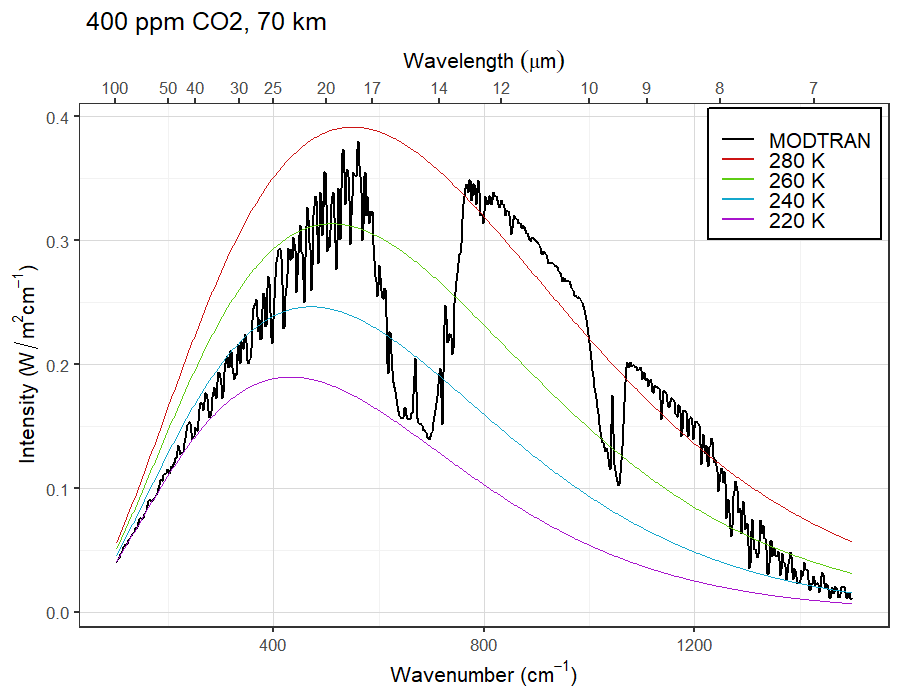 400 ppm CO2, 70 km
Wavelength (μm)
100 50 40 30 25 20 17 14 12 10 9 8 7
0.4
0.3
0.2
0.1
0.0
Intensity (W/m²cm⁻¹)
MODTRAN
280 K
260 K
240 K
220 K
400 800 1200
Wavenumber (cm⁻¹)